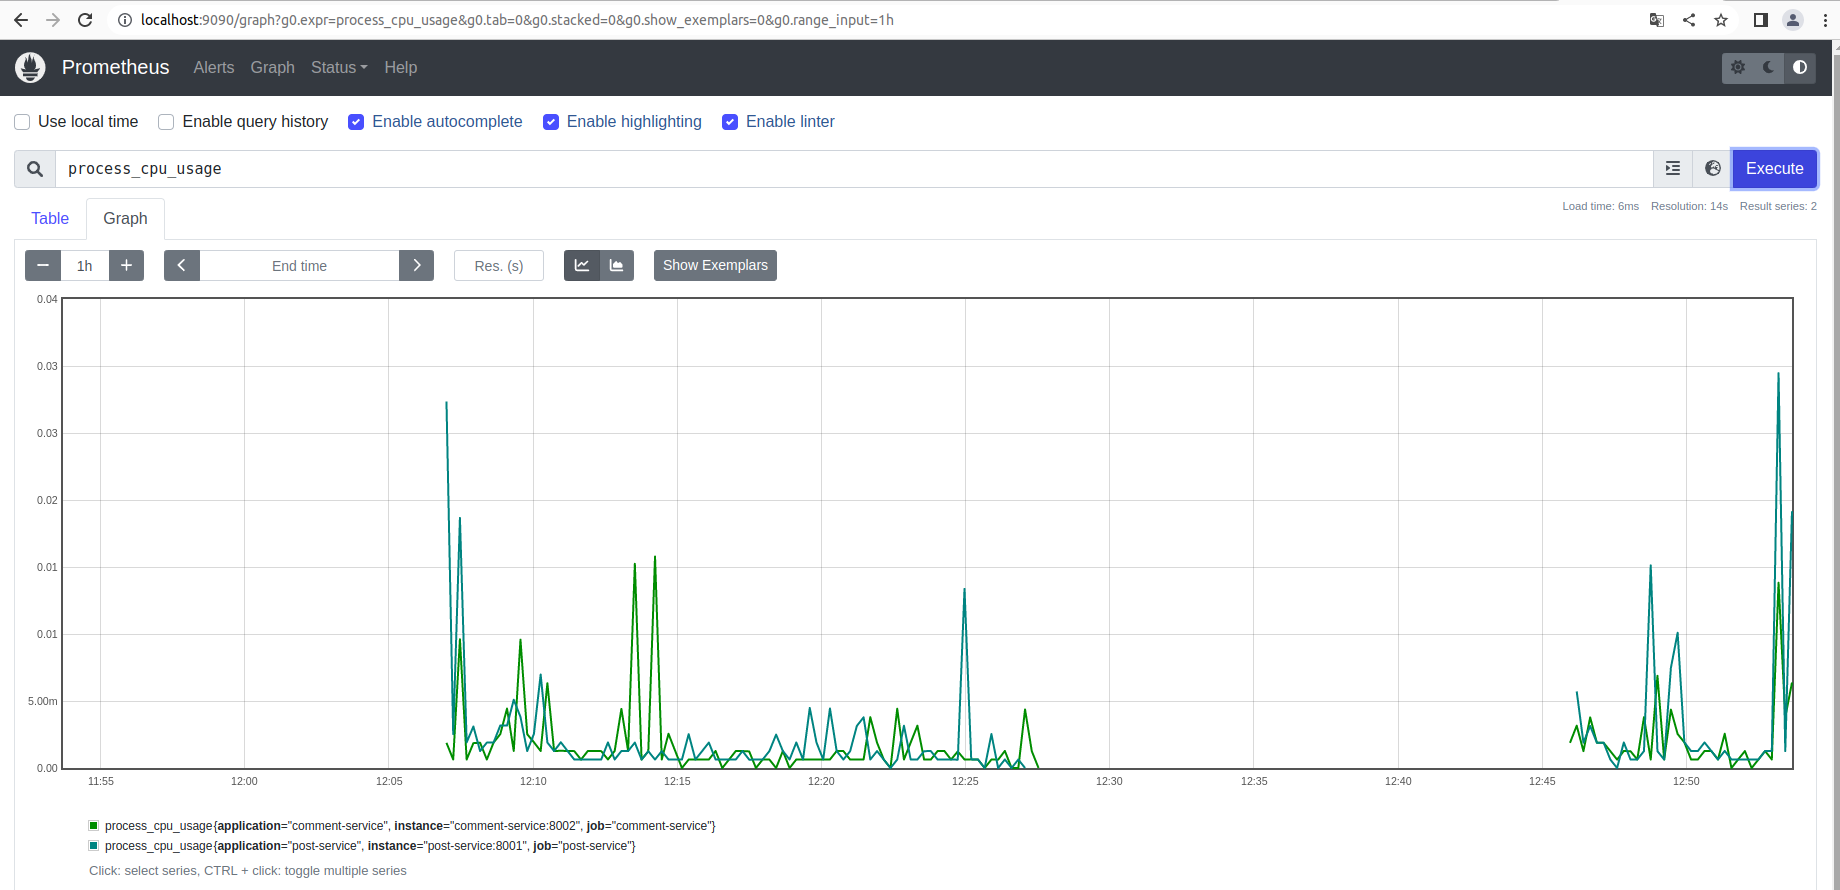 localhost:9090/graph?g0.expr=process_cpu_usage&g0.tab=0&g0.stacked=0&g0.show_exemplars=0&g0.range_input=1h
Prometheus Alerts Graph Status Help
Use local time Enable query history Enable autocomplete Enable highlighting Enable linter
process_cpu_usage Execute
Load time: 6ms Resolution: 14s Result series: 2
Table Graph
1h End time Res. (s) Show Exemplars
0.04
0.03
0.03
0.02
0.01
0.01
5.00m
0.00
11:55 12:00 12:05 12:10 12:15 12:20 12:25 12:30 12:35 12:40 12:45 12:50
process_cpu_usage{application="comment-service", instance="comment-service:8002", job="comment-service"}
process_cpu_usage{application="post-service", instance="post-service:8001", job="post-service"}
Click: select series, CTRL + click: toggle multiple series